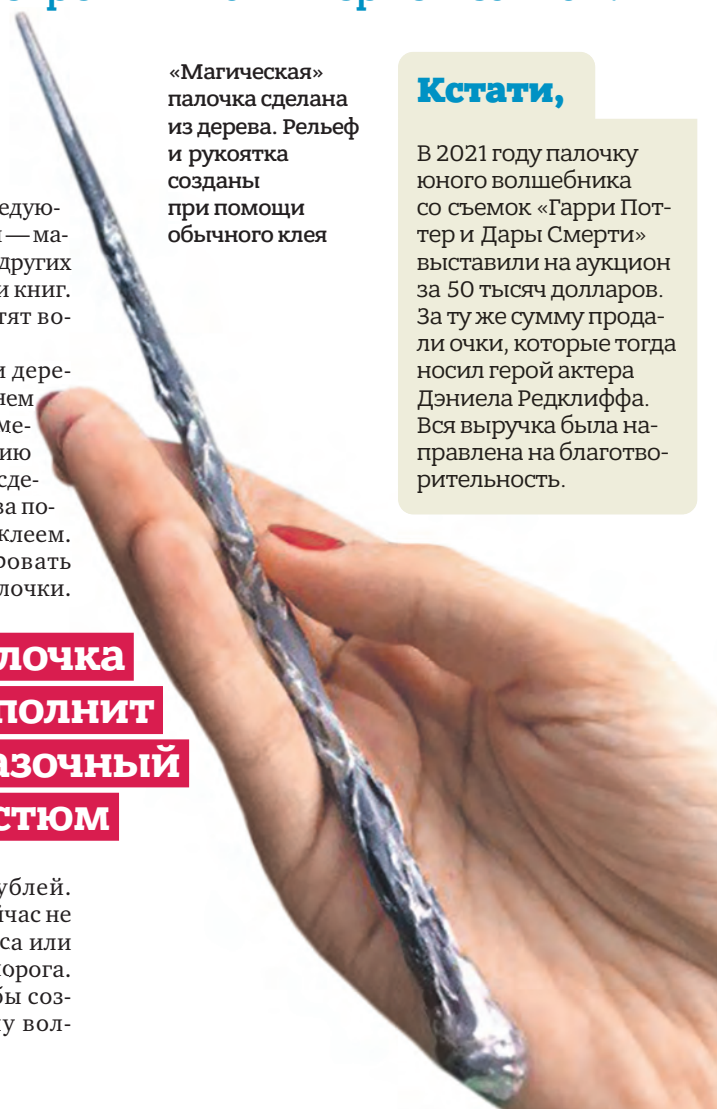 «Магическая»
палочка сделана
из дерева. Рельеф
и рукоятка
созданы
при помощи
обычного клея
Кстати,
В 2021 году палочку
юного волшебника
со съемок «Гарри Пот-
тер и Дары Смерти»
выставили на аукцион
за 50 тысяч долларов.
За ту же сумму прода-
ли очки, которые тогда
носил герой актера
Дэниела Редклиффа.
Вся выручка была на-
правлена на благотво-
рительность.
едую-
— ма-
других
и книг.
тят во-
и дере-
нем
ме-
ию
сде-
ва по-
клеем.
ровать
лочки.
лочка
полнит
азочный
стюм
ублей.
йчас не
са или
порога.
бы соз-
у вол-